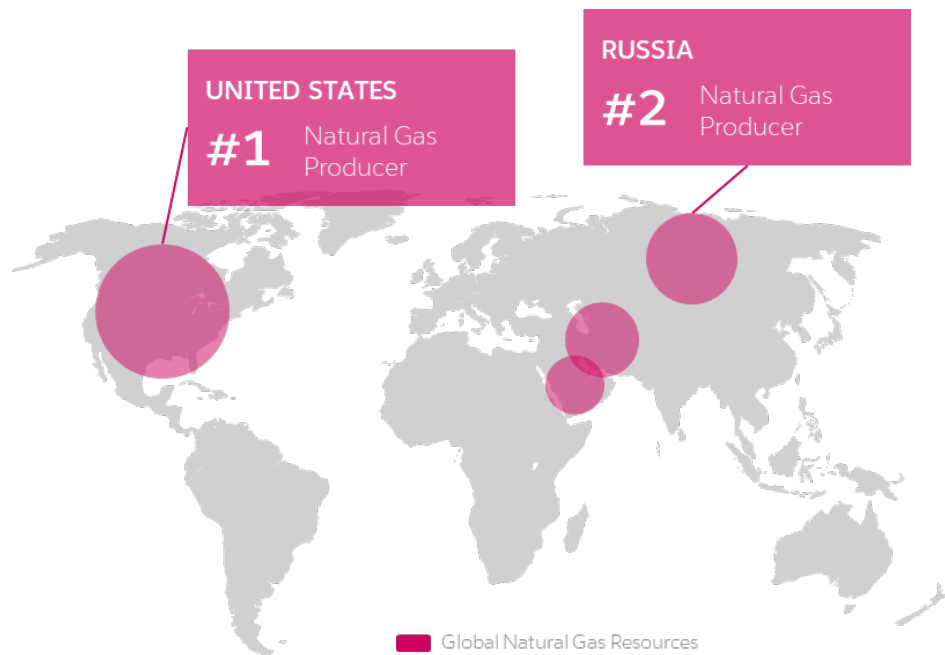 UNITED STATES
#1 Natural Gas
Producer
RUSSIA
#2 Natural Gas
Producer
Global Natural Gas Resources